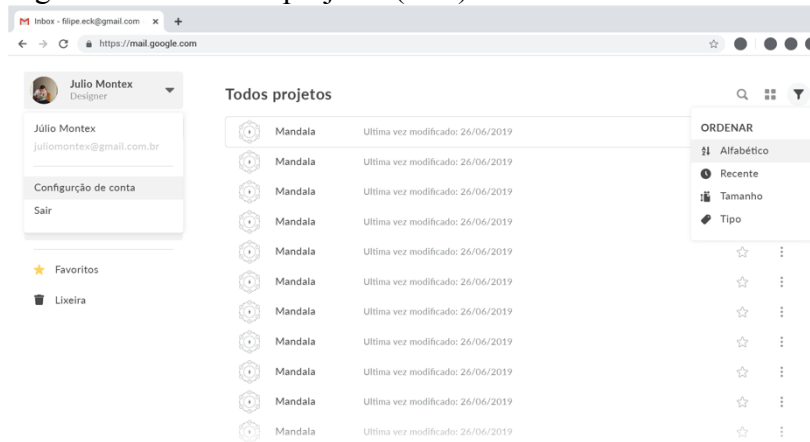 Inbox - filipe.eck@gmail.com
https://mail.google.com
Julio Montex
Designer
Júlio Montex
juliomontex@gmail.com.br
Configurção de conta
Sair
Favoritos
Lixeira
Todos projetos
Mandala Ultima vez modificado: 26/06/2019
Mandala Ultima vez modificado: 26/06/2019
Mandala Ultima vez modificado: 26/06/2019
Mandala Ultima vez modificado: 26/06/2019
Mandala Ultima vez modificado: 26/06/2019
Mandala Ultima vez modificado: 26/06/2019
Mandala Ultima vez modificado: 26/06/2019
Mandala Ultima vez modificado: 26/06/2019
Mandala Ultima vez modificado: 26/06/2019
Mandala Ultima vez modificado: 26/06/2019
Mandala Ultima vez modificado: 26/06/2019
ORDENAR
Alfabético
Recente
Tamanho
Tipo